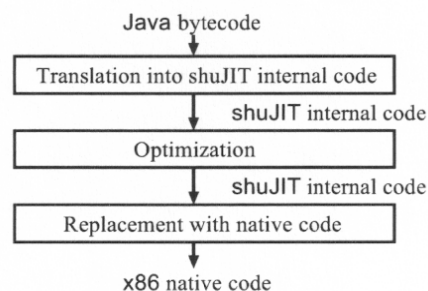 Java bytecode
Translation into shuJIT internal code
shuJIT internal code
Optimization
shuJIT internal code
Replacement with native code
x86 native code